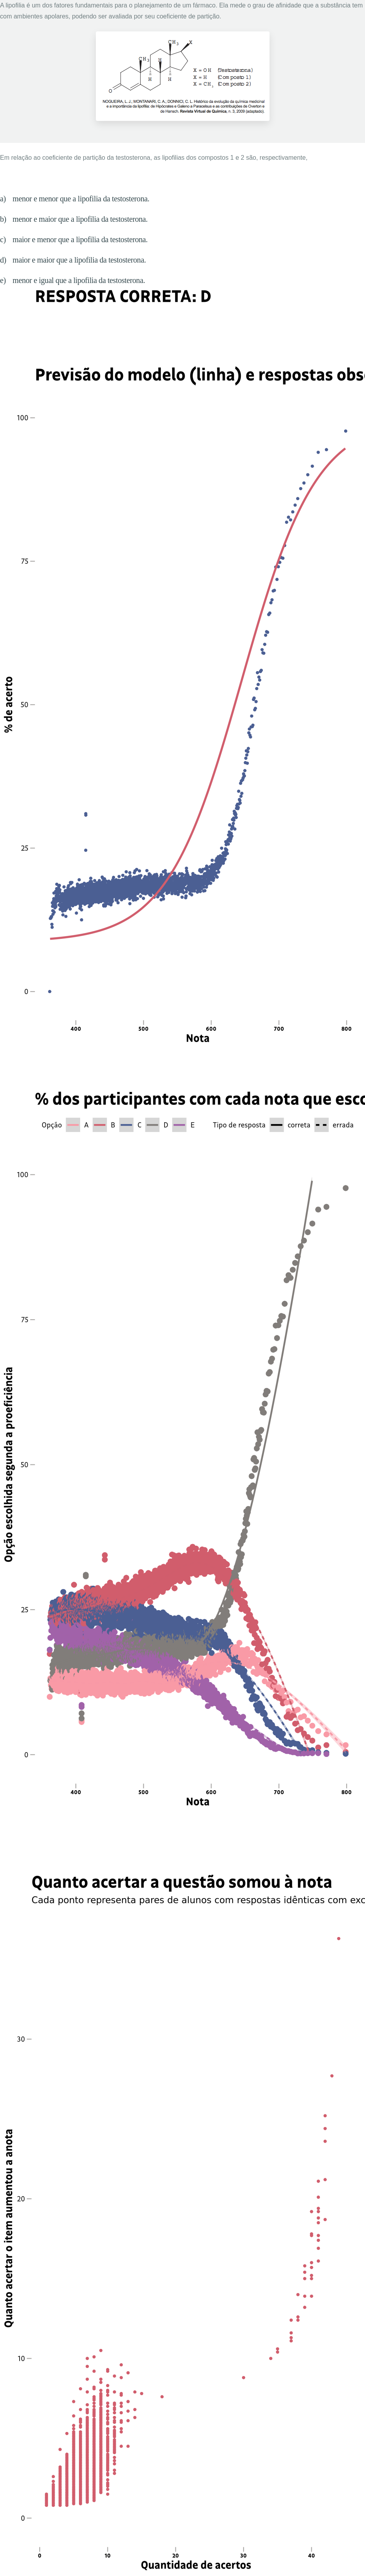 A lipofilia é um dos fatores fundamentais para o planejamento de um fármaco. Ela mede o grau de afinidade que a substância tem
com ambientes apolares, podendo ser avaliada por seu coeficiente de partição.
CH₃ X
CH₃ H
H H
O
X = OH (Testosterona)
X = H (Composto 1)
X = CH₃ (Composto 2)
NOGUEIRA, L. J.; MONTANARI, C. A.; DONNICI, C. L. Histórico da evolução da química medicinal
e a importância da lipofilia: de Hipócrates e Galeno a Paracelsus e as contribuições de Overton e
de Hansch. Revista Virtual de Química, n. 3, 2009 (adaptado).
Em relação ao coeficiente de partição da testosterona, as lipofilias dos compostos 1 e 2 são, respectivamente,
a) menor e menor que a lipofilia da testosterona.
b) menor e maior que a lipofilia da testosterona.
c) maior e menor que a lipofilia da testosterona.
d) maior e maior que a lipofilia da testosterona.
e) menor e igual que a lipofilia da testosterona.
RESPOSTA CORRETA: D
Previsão do modelo (linha) e respostas obs
% de acerto
100
75
50
25
0
400 500 600 700 800
Nota
% dos participantes com cada nota que esco
Opção A B C D E Tipo de resposta correta errada
Opção escolhida segunda a proeficiência
100
75
50
25
0
400 500 600 700 800
Nota
Quanto acertar a questão somou à nota
Cada ponto representa pares de alunos com respostas idênticas com exc
Quanto acertar o item aumentou a anota
30
20
10
0
0 10 20 30 40
Quantidade de acertos